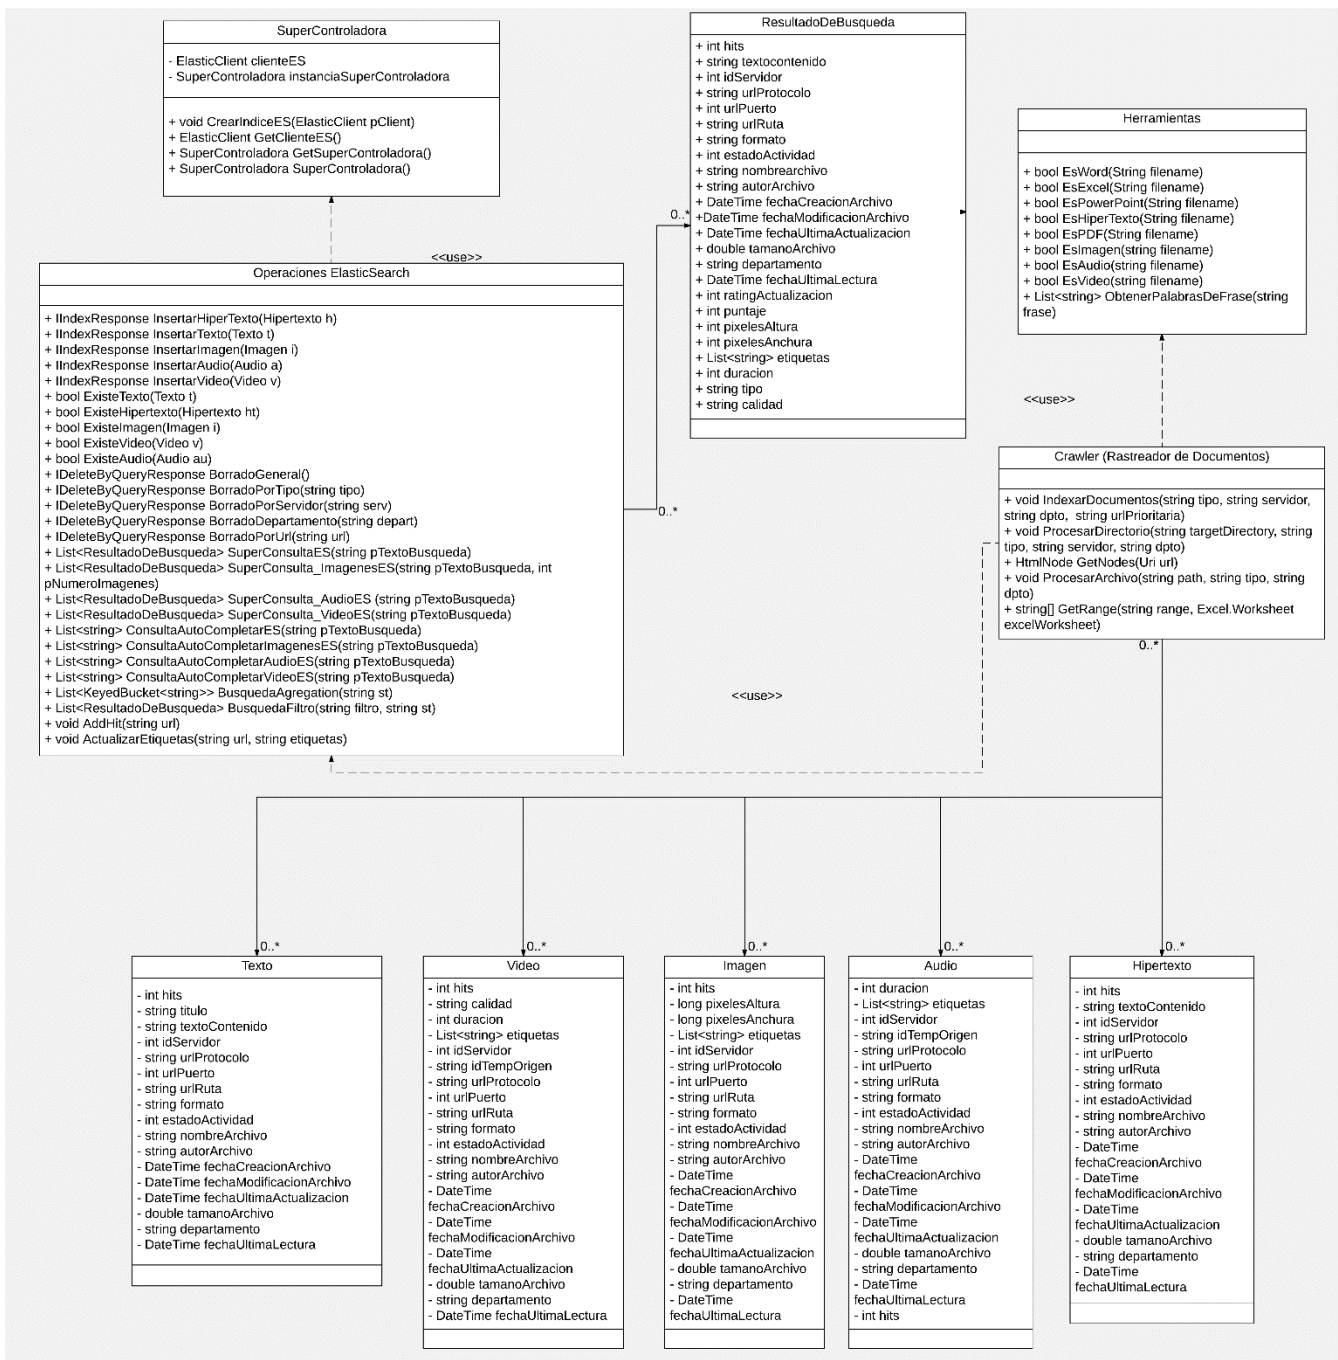 SuperControladora
- ElasticClient clienteES
- SuperControladora instanciaSuperControladora
+ void CrearIndiceES(ElasticClient pClient)
+ ElasticClient GetClienteES()
+ SuperControladora GetSuperControladora()
+ SuperControladora SuperControladora()
ResultadoDeBusqueda
+ int hits
+ string textocontenido
+ int idServidor
+ string urlProtocolo
+ int urlPuerto
+ string urlRuta
+ string formato
+ int estadoActividad
+ string nombrearchivo
+ string autorArchivo
+ DateTime fechaCreacionArchivo
+DateTime fechaModificacionArchivo
+ DateTime fechaUltimaActualizacion
+ double tamanoArchivo
+ string departamento
+ DateTime fechaUltimaLectura
+ int ratingActualizacion
+ int puntaje
+ int pixelesAltura
+ int pixelesAnchura
+ List<string> etiquetas
+ int duracion
+ string tipo
+ string calidad
Herramientas
+ bool EsWord(String filename)
+ bool EsExcel(String filename)
+ bool EsPowerPoint(String filename)
+ bool EsHiperTexto(String filename)
+ bool EsPDF(String filename)
+ bool EsImagen(string filename)
+ bool EsAudio(string filename)
+ bool EsVideo(string filename)
+ List<string> ObtenerPalabrasDeFrase(string
frase)
0..*
<<use>>
Operaciones ElasticSearch
+ IIndexResponse InsertarHiperTexto(Hipertexto h)
+ IIndexResponse InsertarTexto(Texto t)
+ IIndexResponse InsertarImagen(Imagen i)
+ IIndexResponse InsertarAudio(Audio a)
+ IIndexResponse InsertarVideo(Video v)
+ bool ExisteTexto(Texto t)
+ bool ExisteHipertexto(Hipertexto ht)
+ bool ExisteImagen(Imagen i)
+ bool ExisteVideo(Video v)
+ bool ExisteAudio(Audio au)
+ IDeleteByQueryResponse BorradoGeneral()
+ IDeleteByQueryResponse BorradoPorTipo(string tipo)
+ IDeleteByQueryResponse BorradoPorServidor(string serv)
+ IDeleteByQueryResponse BorradoDepartamento(string depart)
+ IDeleteByQueryResponse BorradoPorUrl(string url)
+ List<ResultadoDeBusqueda> SuperConsultaES(string pTextoBusqueda)
+ List<ResultadoDeBusqueda> SuperConsulta_ImagenesES(string pTextoBusqueda, int
pNumeroImagenes)
+ List<ResultadoDeBusqueda> SuperConsulta_AudioES (string pTextoBusqueda)
+ List<ResultadoDeBusqueda> SuperConsulta_VideoES(string pTextoBusqueda)
+ List<string> ConsultaAutoCompletarES(string pTextoBusqueda)
+ List<string> ConsultaAutoCompletarImagenesES(string pTextoBusqueda)
+ List<string> ConsultaAutoCompletarAudioES(string pTextoBusqueda)
+ List<string> ConsultaAutoCompletarVideoES(string pTextoBusqueda)
+ List<KeyedBucket<string>> BusquedaAgregation(string st)
+ List<ResultadoDeBusqueda> BusquedaFiltro(string filtro, string st)
+ void AddHit(string url)
+ void ActualizarEtiquetas(string url, string etiquetas)
0..*
<<use>>
Crawler (Rastreador de Documentos)
+ void IndexarDocumentos(string tipo, string servidor,
string dpto, string urlPrioritaria)
+ void ProcesarDirectorio(string targetDirectory, string
tipo, string servidor, string dpto)
+ HtmlNode GetNodes(Uri url)
+ void ProcesarArchivo(string path, string tipo, string
dpto)
+ string[] GetRange(string range, Excel.Worksheet
excelWorksheet)
0..*
<<use>>
0..*
Texto
- int hits
- string titulo
- string textoContenido
- int idServidor
- string urlProtocolo
- int urlPuerto
- string urlRuta
- string formato
- int estadoActividad
- string nombreArchivo
- string autorArchivo
- DateTime fechaCreacionArchivo
- DateTime fechaModificacionArchivo
- DateTime fechaUltimaActualizacion
- double tamanoArchivo
- string departamento
- DateTime fechaUltimaLectura
0..*
Video
- int hits
- string calidad
- int duracion
- List<string> etiquetas
- int idServidor
- string idTempOrigen
- string urlProtocolo
- int urlPuerto
- string urlRuta
- string formato
- int estadoActividad
- string nombreArchivo
- string autorArchivo
- DateTime
fechaCreacionArchivo
- DateTime
fechaModificacionArchivo
- DateTime
fechaUltimaActualizacion
- double tamanoArchivo
- string departamento
- DateTime fechaUltimaLectura
0..*
Imagen
- int hits
- long pixelesAltura
- long pixelesAnchura
- List<string> etiquetas
- int idServidor
- string urlProtocolo
- int urlPuerto
- string urlRuta
- string formato
- int estadoActividad
- string nombreArchivo
- string autorArchivo
- DateTime
fechaCreacionArchivo
- DateTime
fechaModificacionArchivo
- DateTime
fechaUltimaActualizacion
- double tamanoArchivo
- string departamento
- DateTime
fechaUltimaLectura
0..*
Audio
- int duracion
- List<string> etiquetas
- int idServidor
- string idTempOrigen
- string urlProtocolo
- int urlPuerto
- string urlRuta
- string formato
- int estadoActividad
- string nombreArchivo
- string autorArchivo
- DateTime
fechaCreacionArchivo
- DateTime
fechaModificacionArchivo
- DateTime
fechaUltimaActualizacion
- double tamanoArchivo
- string departamento
- DateTime
fechaUltimaLectura
- int hits
0..*
Hipertexto
- int hits
- string textoContenido
- int idServidor
- string urlProtocolo
- int urlPuerto
- string urlRuta
- string formato
- int estadoActividad
- string nombreArchivo
- string autorArchivo
- DateTime
fechaCreacionArchivo
- DateTime
fechaModificacionArchivo
- DateTime
fechaUltimaActualizacion
- double tamanoArchivo
- string departamento
- DateTime
fechaUltimaLectura